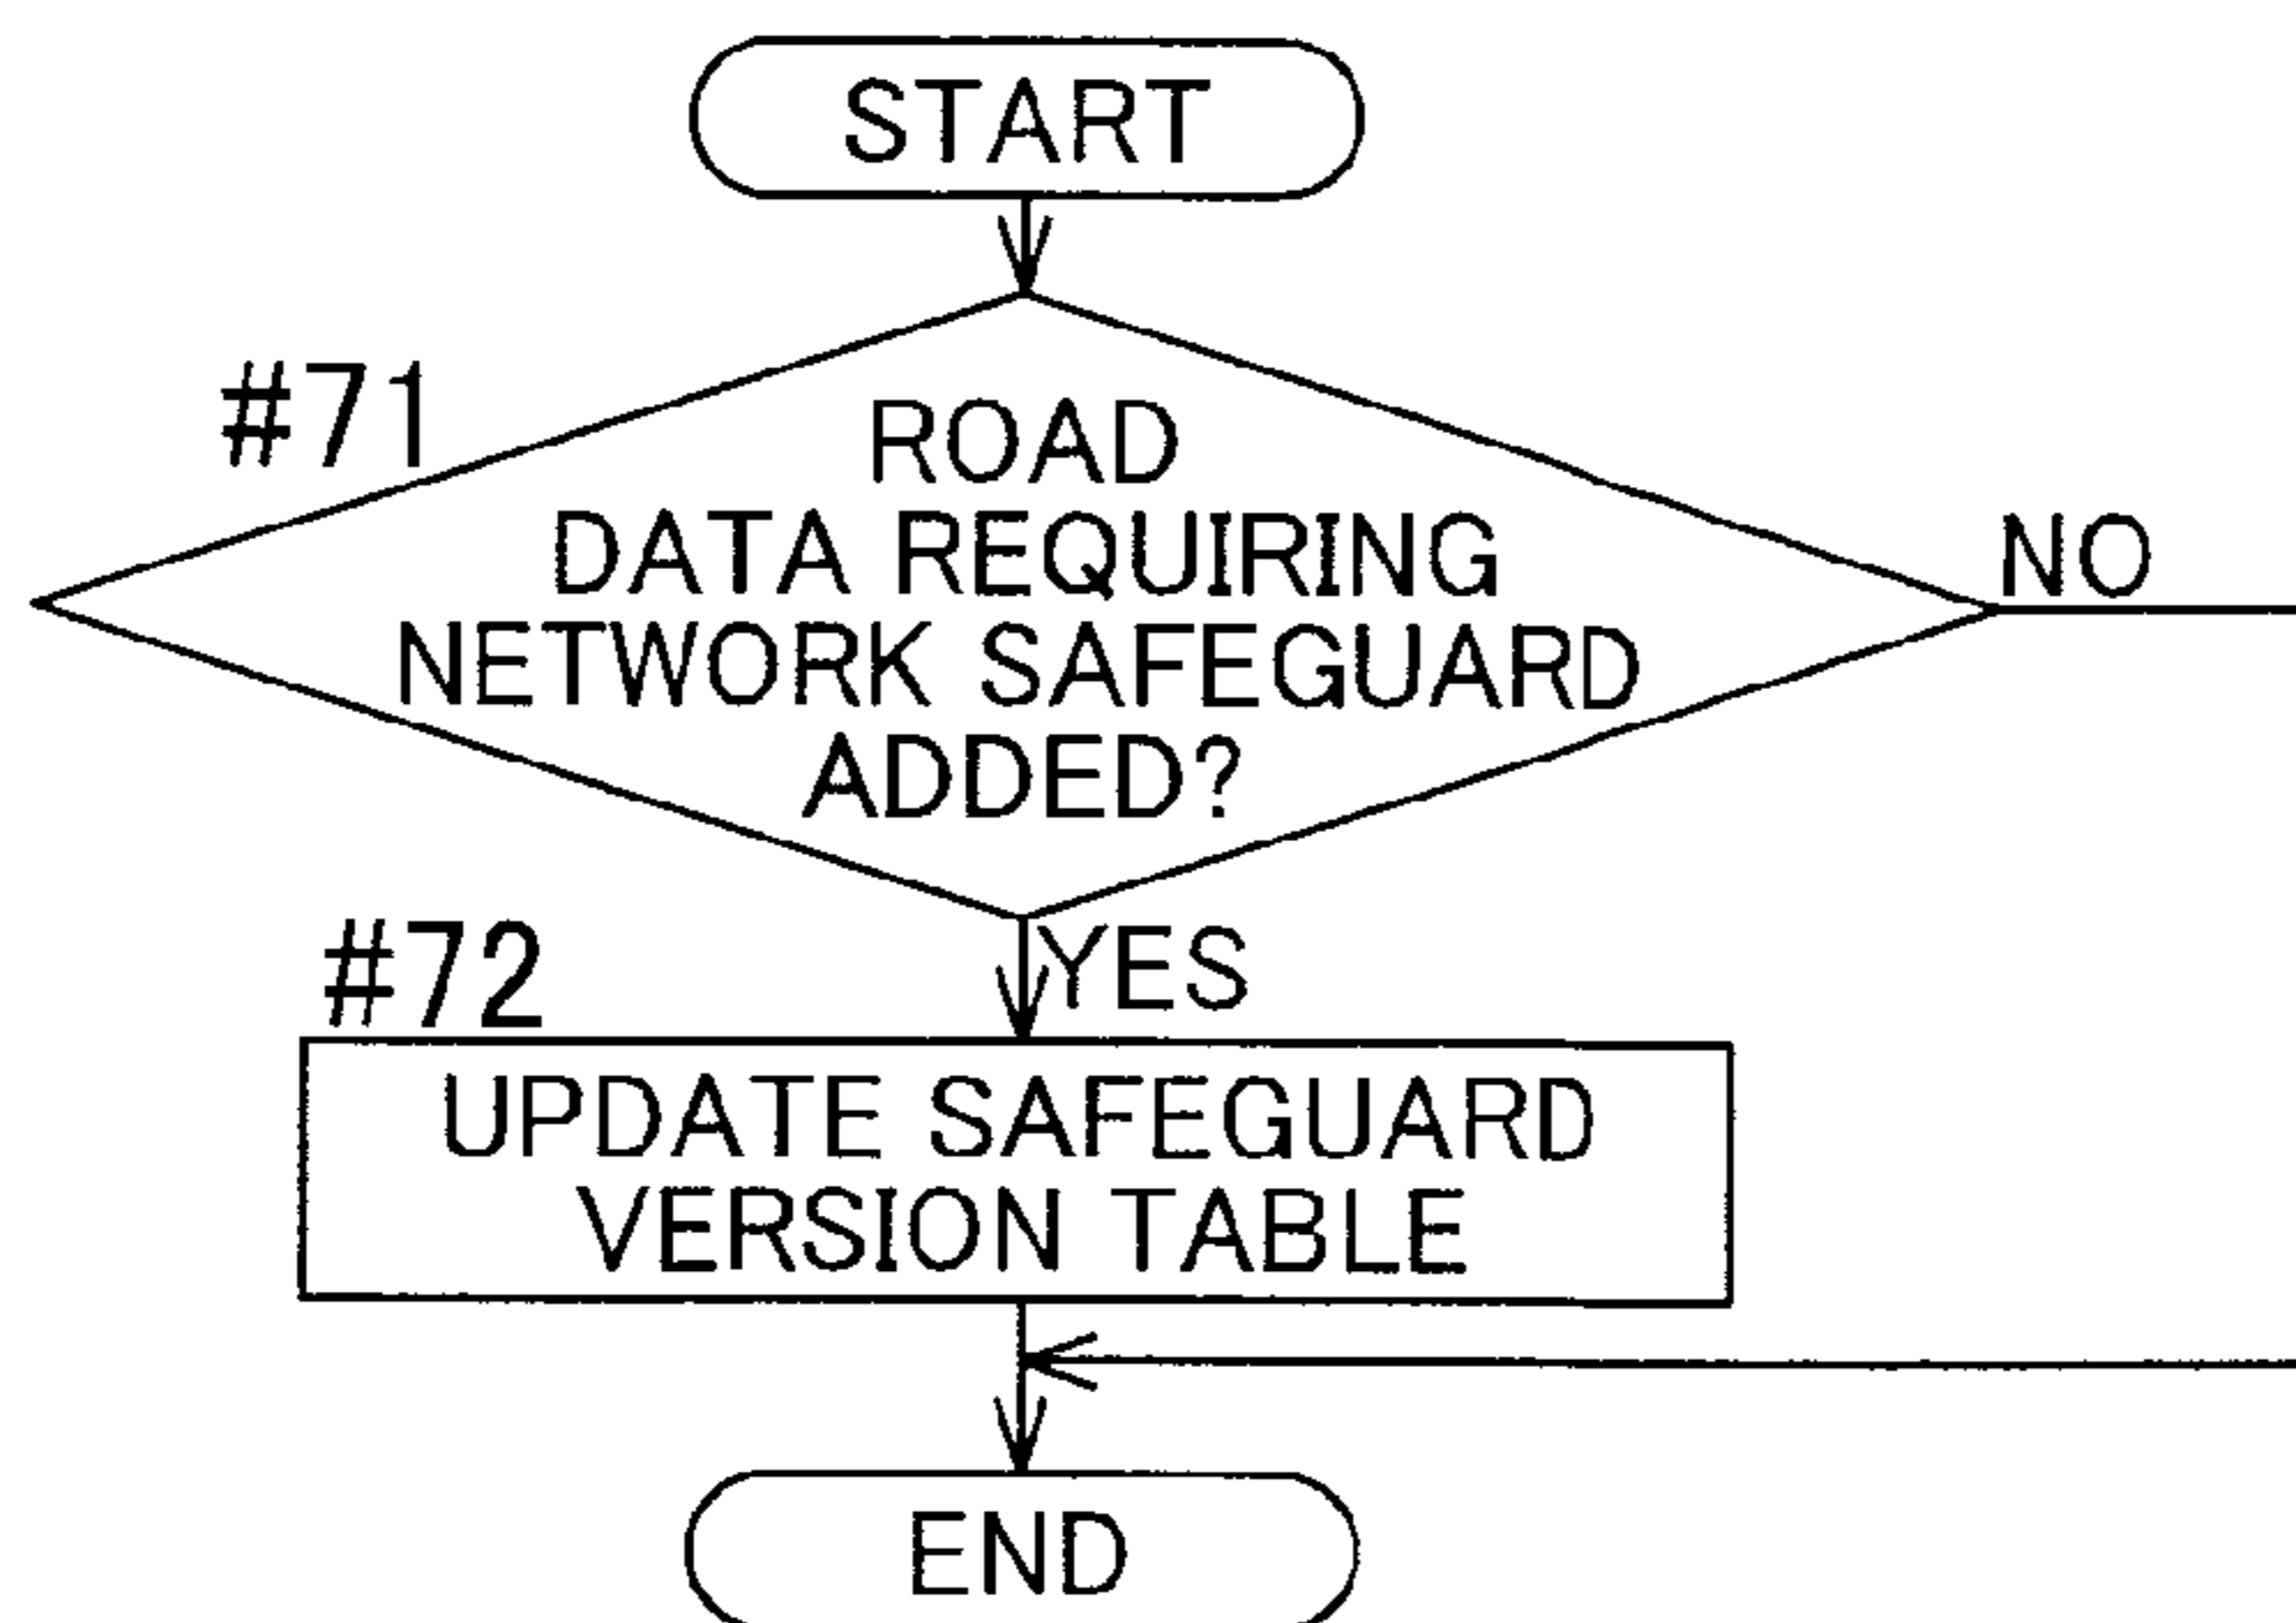 START
#71
ROAD
DATA REQUIRING
NETWORK SAFEGUARD
ADDED?
NO
#72
YES
UPDATE SAFEGUARD
VERSION TABLE
END